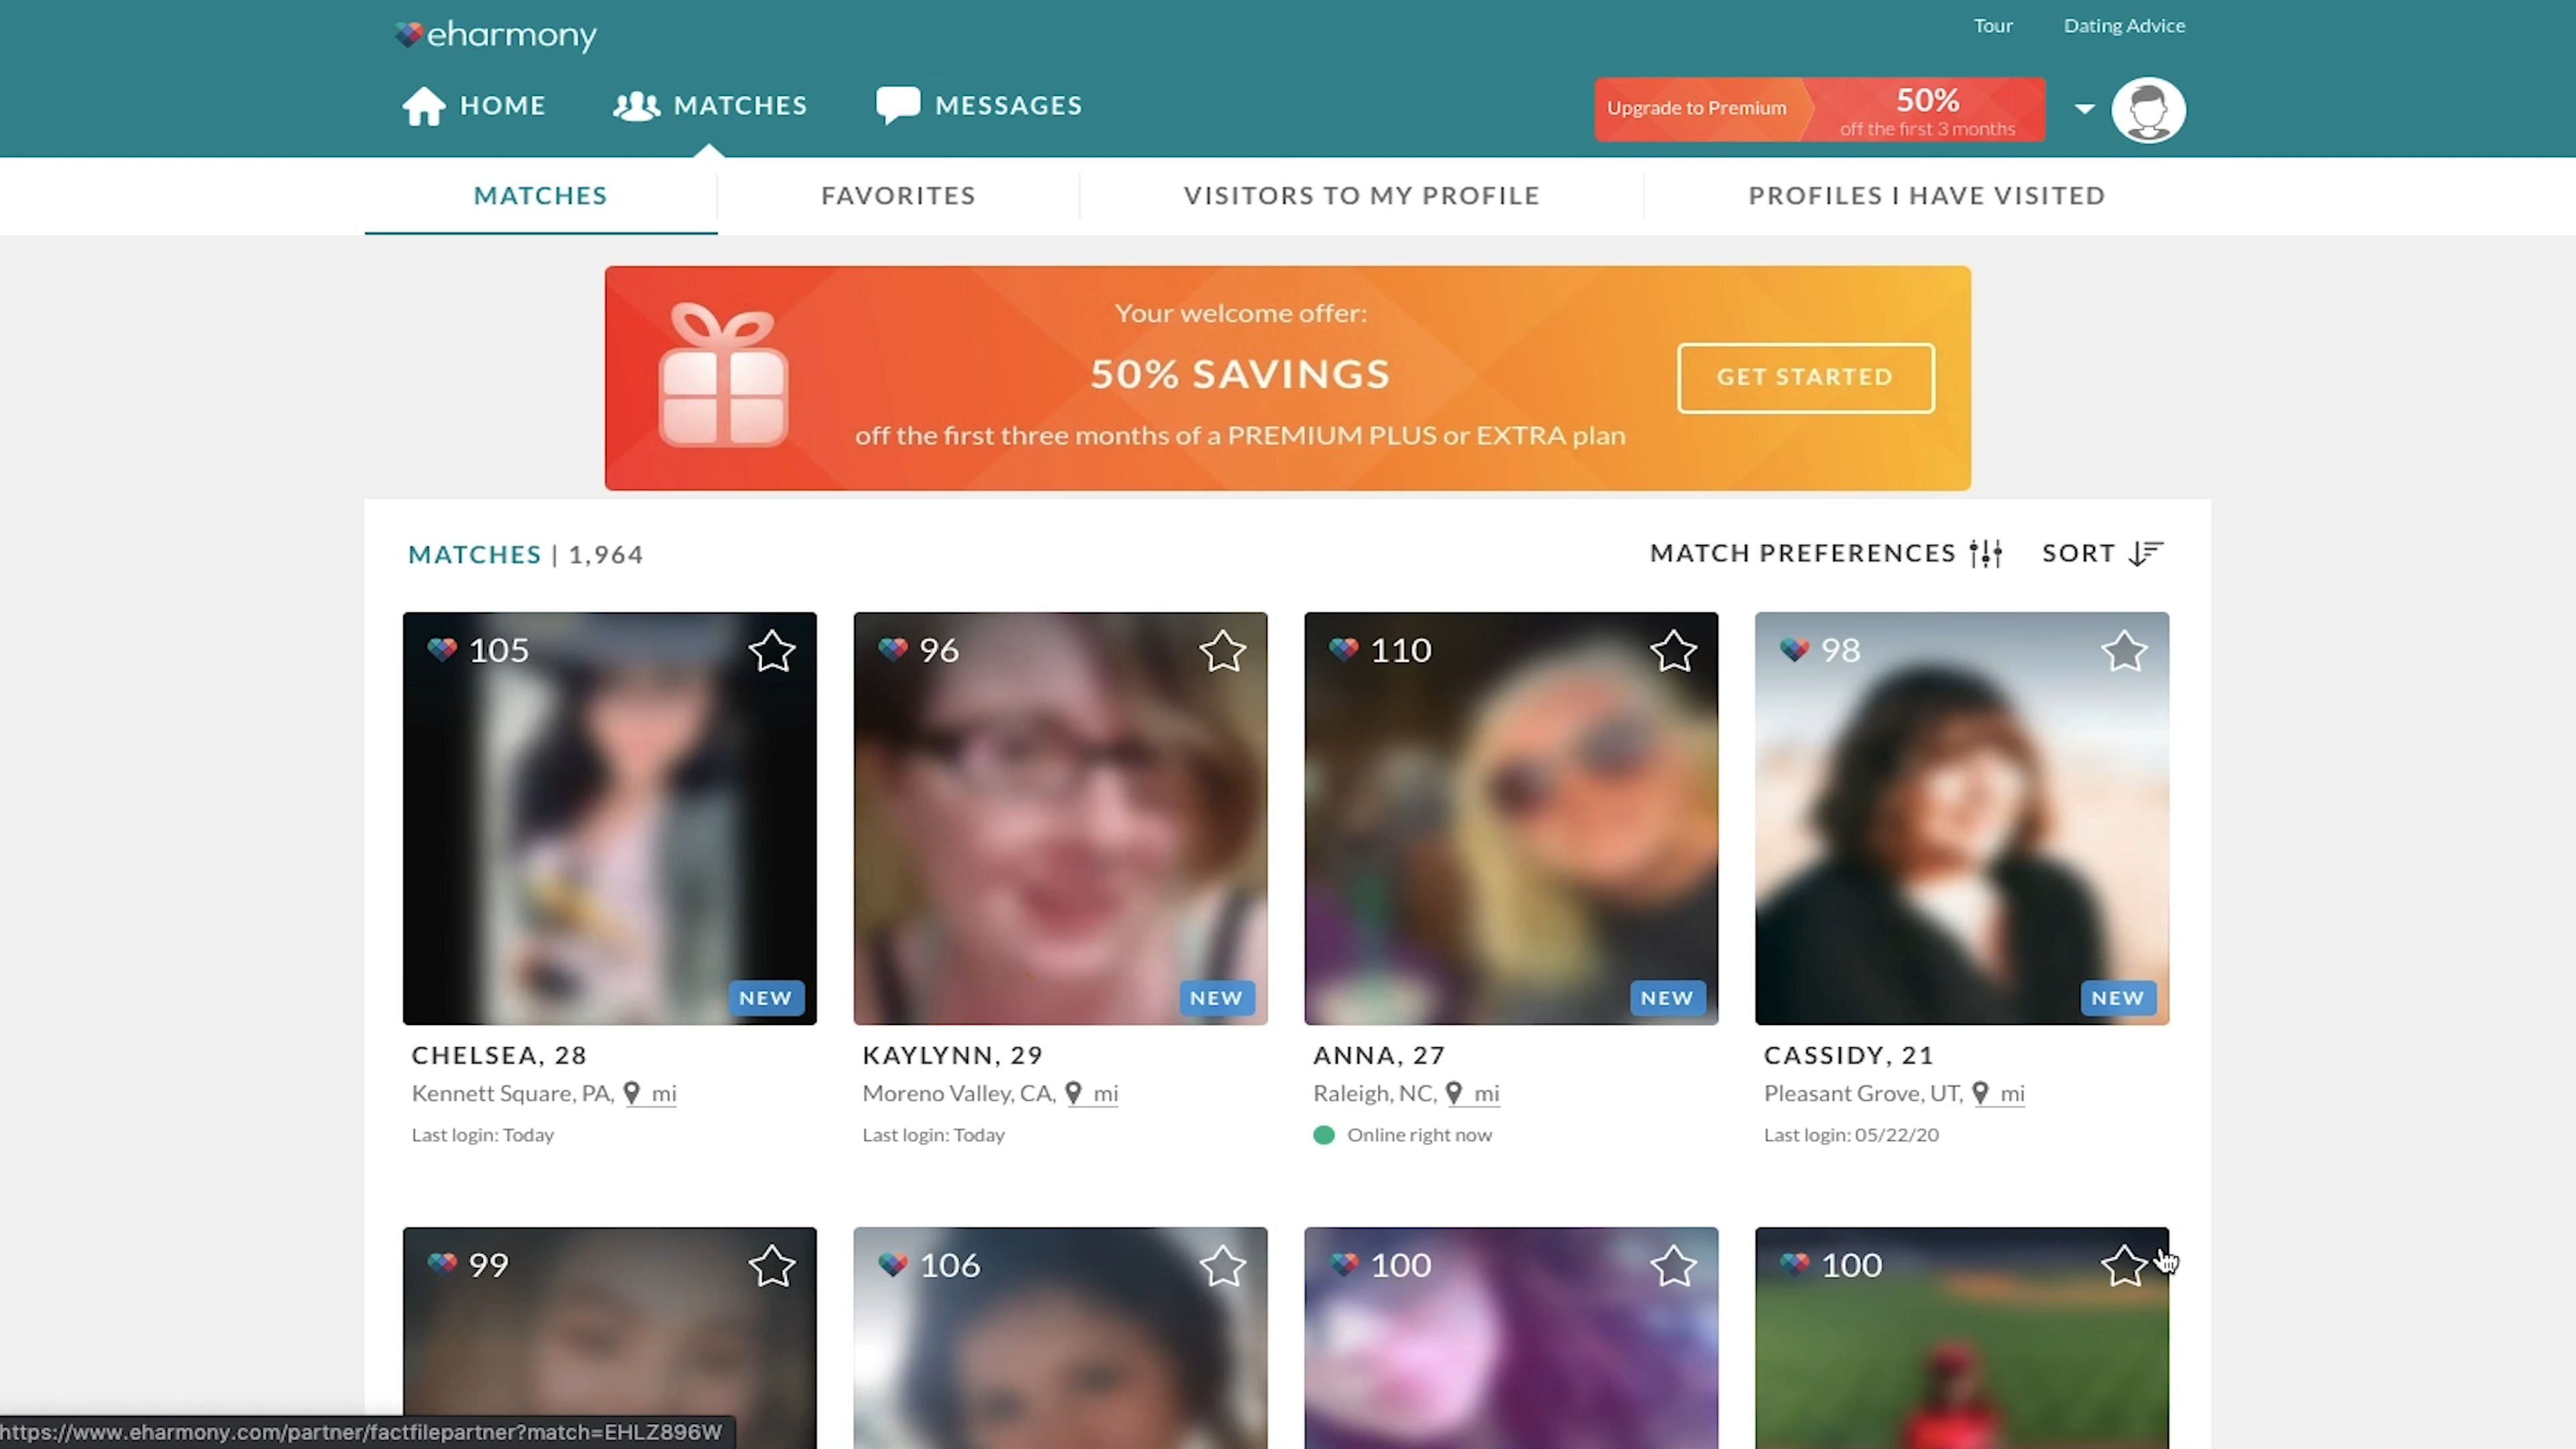 eharmony
Tour
Dating Advice
HOME
MATCHES
MESSAGES
Upgrade to Premium
50%
off the first 3 months
MATCHES
FAVORITES
VISITORS TO MY PROFILE
PROFILES I HAVE VISITED
Your welcome offer:
50% SAVINGS
off the first three months of a PREMIUM PLUS or EXTRA plan
GET STARTED
MATCHES | 1,964
MATCH PREFERENCES
SORT
105
96
110
98
NEW
NEW
NEW
NEW
CHELSEA, 28
Kennett Square, PA, mi
Last login: Today
KAYLYNN, 29
Moreno Valley, CA, mi
Last login: Today
ANNA, 27
Raleigh, NC, mi
Online right now
CASSIDY, 21
Pleasant Grove, UT, mi
Last login: 05/22/20
99
106
100
100
https://www.eharmony.com/partner/factfilepartner?match=EHLZ896W